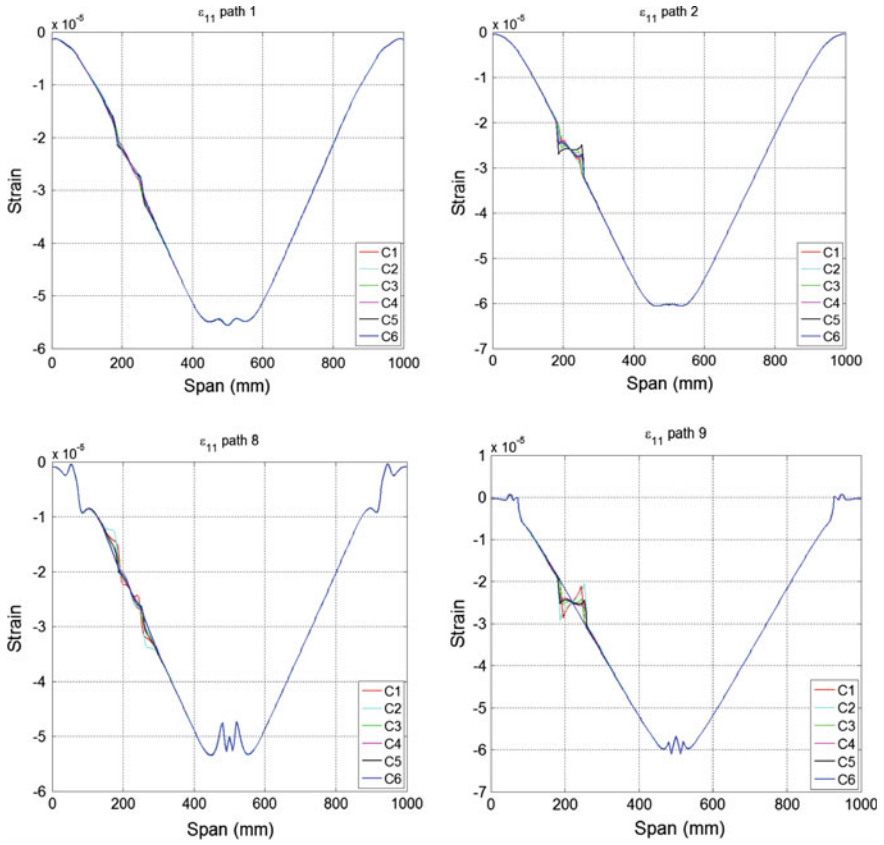 ε11 path 1
x 10-5
0
-1
-2
-3
-4
-5
-6
Strain
0 200 400 600 800 1000
Span (mm)
C1
C2
C3
C4
C5
C6
ε11 path 2
x 10-5
0
-1
-2
-3
-4
-5
-6
-7
Strain
0 200 400 600 800 1000
Span (mm)
C1
C2
C3
C4
C5
C6
ε11 path 8
x 10-5
0
-1
-2
-3
-4
-5
-6
Strain
0 200 400 600 800 1000
Span (mm)
C1
C2
C3
C4
C5
C6
ε11 path 9
x 10-5
1
0
-1
-2
-3
-4
-5
-6
-7
Strain
0 200 400 600 800 1000
Span (mm)
C1
C2
C3
C4
C5
C6